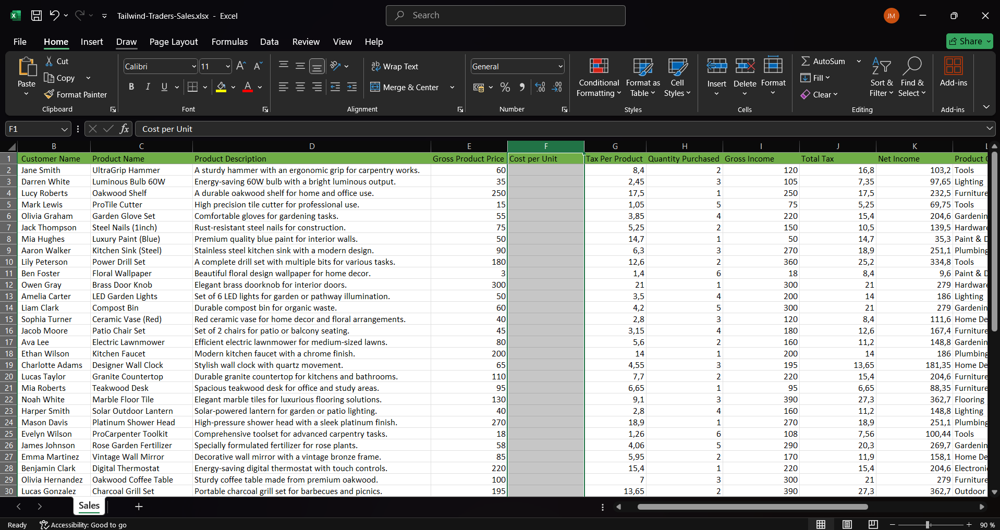 Tailwind-Traders-Sales.xlsx - Excel
Search
JM
File Home Insert Draw Page Layout Formulas Data Review View Help
Share
Paste
Cut
Copy
Format Painter
Clipboard
Calibri 11
B I U
Font
Wrap Text
Merge & Center
Alignment
General
Number
Conditional Formatting
Format as Table
Cell Styles
Styles
Insert Delete Format
Cells
AutoSum
Fill
Clear
Sort & Filter
Find & Select
Editing
Add-ins
Add-ins
F1 fx Cost per Unit
B C D E F G H I J K L
1 Customer Name Product Name Product Description Gross Product Price Cost per Unit Tax Per Product Quantity Purchased Gross Income Total Tax Net Income Product
2 Jane Smith UltraGrip Hammer A sturdy hammer with an ergonomic grip for carpentry works. 60 8,4 2 120 16,8 103,2 Tools
3 Darren White Luminous Bulb 60W Energy-saving 60W bulb with a bright luminous output. 35 2,45 3 105 7,35 97,65 Lighting
4 Lucy Roberts Oakwood Shelf A durable oakwood shelf for home and office use. 250 17,5 1 250 17,5 232,5 Furniture
5 Mark Lewis ProTile Cutter High precision tile cutter for professional use. 15 1,05 5 75 5,25 69,75 Tools
6 Olivia Graham Garden Glove Set Comfortable gloves for gardening tasks. 55 3,85 4 220 15,4 204,6 Gardenin
7 Jack Thompson Steel Nails (1inch) Rust-resistant steel nails for construction. 75 5,25 2 150 10,5 139,5 Hardware
8 Mia Hughes Luxury Paint (Blue) Premium quality blue paint for interior walls. 50 14,7 1 50 14,7 35,3 Paint & D
9 Aaron Walker Kitchen Sink (Steel) Stainless steel kitchen sink with a modern design. 90 6,3 3 270 18,9 251,1 Plumbing
10 Lily Peterson Power Drill Set A complete drill set with multiple bits for various tasks. 180 12,6 2 360 25,2 334,8 Tools
11 Ben Foster Floral Wallpaper Beautiful floral design wallpaper for home decor. 3 1,4 6 18 8,4 9,6 Paint & D
12 Owen Gray Brass Door Knob Elegant brass doorknob for interior doors. 300 21 1 300 21 279 Hardware
13 Amelia Carter LED Garden Lights Set of 6 LED lights for garden or pathway illumination. 50 3,5 4 200 14 186 Lighting
14 Liam Clark Compost Bin Durable compost bin for organic waste. 60 4,2 5 300 21 279 Gardenin
15 Sophia Turner Ceramic Vase (Red) Red ceramic vase for home decor and floral arrangements. 40 2,8 3 120 8,4 111,6 Home De
16 Jacob Moore Patio Chair Set Set of 2 chairs for patio or balcony seating. 45 3,15 4 180 12,6 167,4 Furniture
17 Ava Lee Electric Lawnmower Efficient electric lawnmower for medium-sized lawns. 80 5,6 2 160 11,2 148,8 Gardenin
18 Ethan Wilson Kitchen Faucet Modern kitchen faucet with a chrome finish. 200 14 1 200 14 186 Plumbing
19 Charlotte Adams Designer Wall Clock Stylish wall clock with quartz movement. 65 4,55 3 195 13,65 181,35 Home De
20 Lucas Taylor Granite Countertop Durable granite countertop for kitchens and bathrooms. 110 7,7 2 220 15,4 204,6 Furniture
21 Mia Roberts Teakwood Desk Spacious teakwood desk for office and study areas. 95 6,65 1 95 6,65 88,35 Furniture
22 Noah White Marble Floor Tile Elegant marble tiles for luxurious flooring solutions. 130 9,1 3 390 27,3 362,7 Flooring
23 Harper Smith Solar Outdoor Lantern Solar-powered lantern for garden or patio lighting. 40 2,8 4 160 11,2 148,8 Lighting
24 Mason Davis Platinum Shower Head High-pressure shower head with a sleek platinum finish. 270 18,9 1 270 18,9 251,1 Plumbing
25 Evelyn Wilson ProCarpenter Toolkit Comprehensive toolset for advanced carpentry tasks. 18 1,26 6 108 7,56 100,44 Tools
26 James Johnson Rose Garden Fertilizer Specially formulated fertilizer for rose plants. 58 4,06 5 290 20,3 269,7 Gardenin
27 Emma Martinez Vintage Wall Mirror Decorative wall mirror with a vintage bronze frame. 85 5,95 2 170 11,9 158,1 Home De
28 Benjamin Clark Digital Thermostat Energy-saving digital thermostat with touch controls. 220 15,4 1 220 15,4 204,6 Electroni
29 Olivia Hernandez Oakwood Coffee Table Sturdy coffee table made from premium oakwood. 100 7 3 300 21 279 Furniture
30 Lucas Gonzalez Charcoal Grill Set Portable charcoal grill set for barbecues and picnics. 195 13,65 2 390 27,3 362,7 Outdoor
Sales
Ready Accessibility: Good to go 90 %